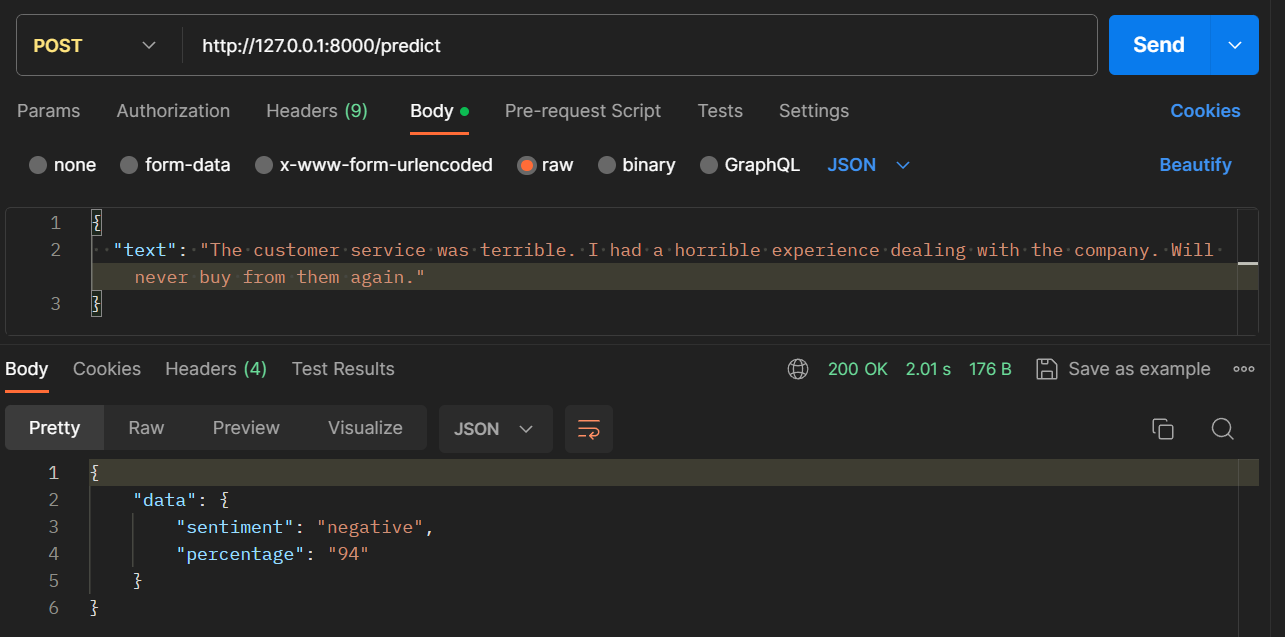 POST http://127.0.0.1:8000/predict Send
Params Authorization Headers (9) Body Pre-request Script Tests Settings Cookies
none form-data x-www-form-urlencoded raw binary GraphQL JSON Beautify
1 {
2 "text": "The customer service was terrible. I had a horrible experience dealing with the company. Will
never buy from them again."
3 }
Body Cookies Headers (4) Test Results 200 OK 2.01 s 176 B Save as example
Pretty Raw Preview Visualize JSON
1 {
2 "data": {
3 "sentiment": "negative",
4 "percentage": "94"
5 }
6 }